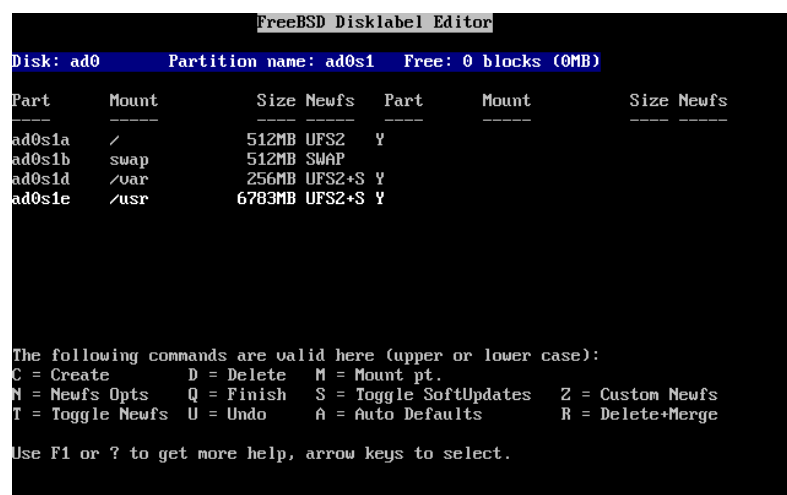 FreeBSD Disklabel Editor
Disk: ad0       Partition name: ad0s1   Free: 0 blocks (0MB)
Part      Mount          Size Newfs   Part      Mount          Size Newfs
----      -----          ---- -----   ----      -----          ---- -----
ad0s1a    /             512MB UFS2   Y
ad0s1b    swap          512MB SWAP
ad0s1d    /var          256MB UFS2+S Y
ad0s1e    /usr         6783MB UFS2+S Y
The following commands are valid here (upper or lower case):
C = Create        D = Delete   M = Mount pt.
N = Newfs Opts    Q = Finish   S = Toggle SoftUpdates   Z = Custom Newfs
T = Toggle Newfs  U = Undo     A = Auto Defaults        R = Delete+Merge
Use F1 or ? to get more help, arrow keys to select.